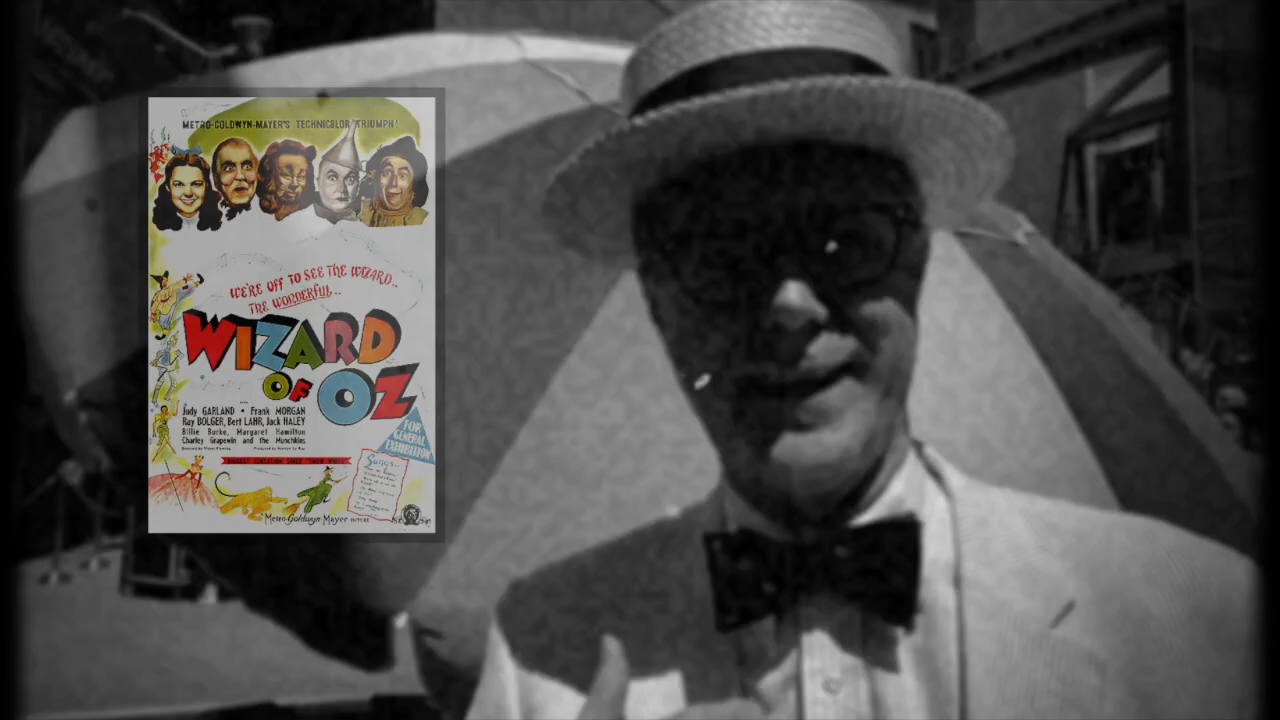 METRO-GOLDWYN-MAYER'S TECHNICOLOR TRIUMPH!
WE'RE OFF TO SEE THE WIZARD..
THE WONDERFUL..
WIZARD
OF OZ
Judy GARLAND • Frank MORGAN
Ray BOLGER, Bert LAHR, Jack HALEY
Billie Burke, Margaret Hamilton
Charley Grapewin and the Munchkins
FOR
GENERAL
EXHIBITION
Songs..
Metro-Goldwyn-Mayer PICTURE